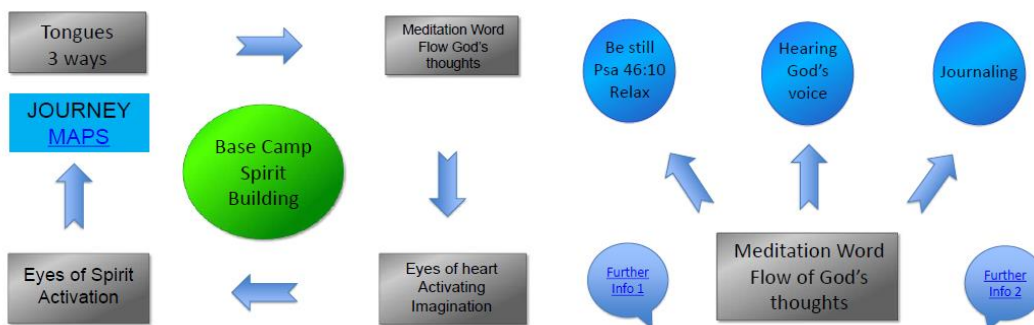 Tongues
3 ways
Meditation Word
Flow God's
thoughts
JOURNEY
MAPS
Base Camp
Spirit
Building
Eyes of Spirit
Activation
Eyes of heart
Activating
Imagination
Be still
Psa 46:10
Relax
Hearing
God's
voice
Journaling
Further
Info 1
Meditation Word
Flow of God's
thoughts
Further
Info 2